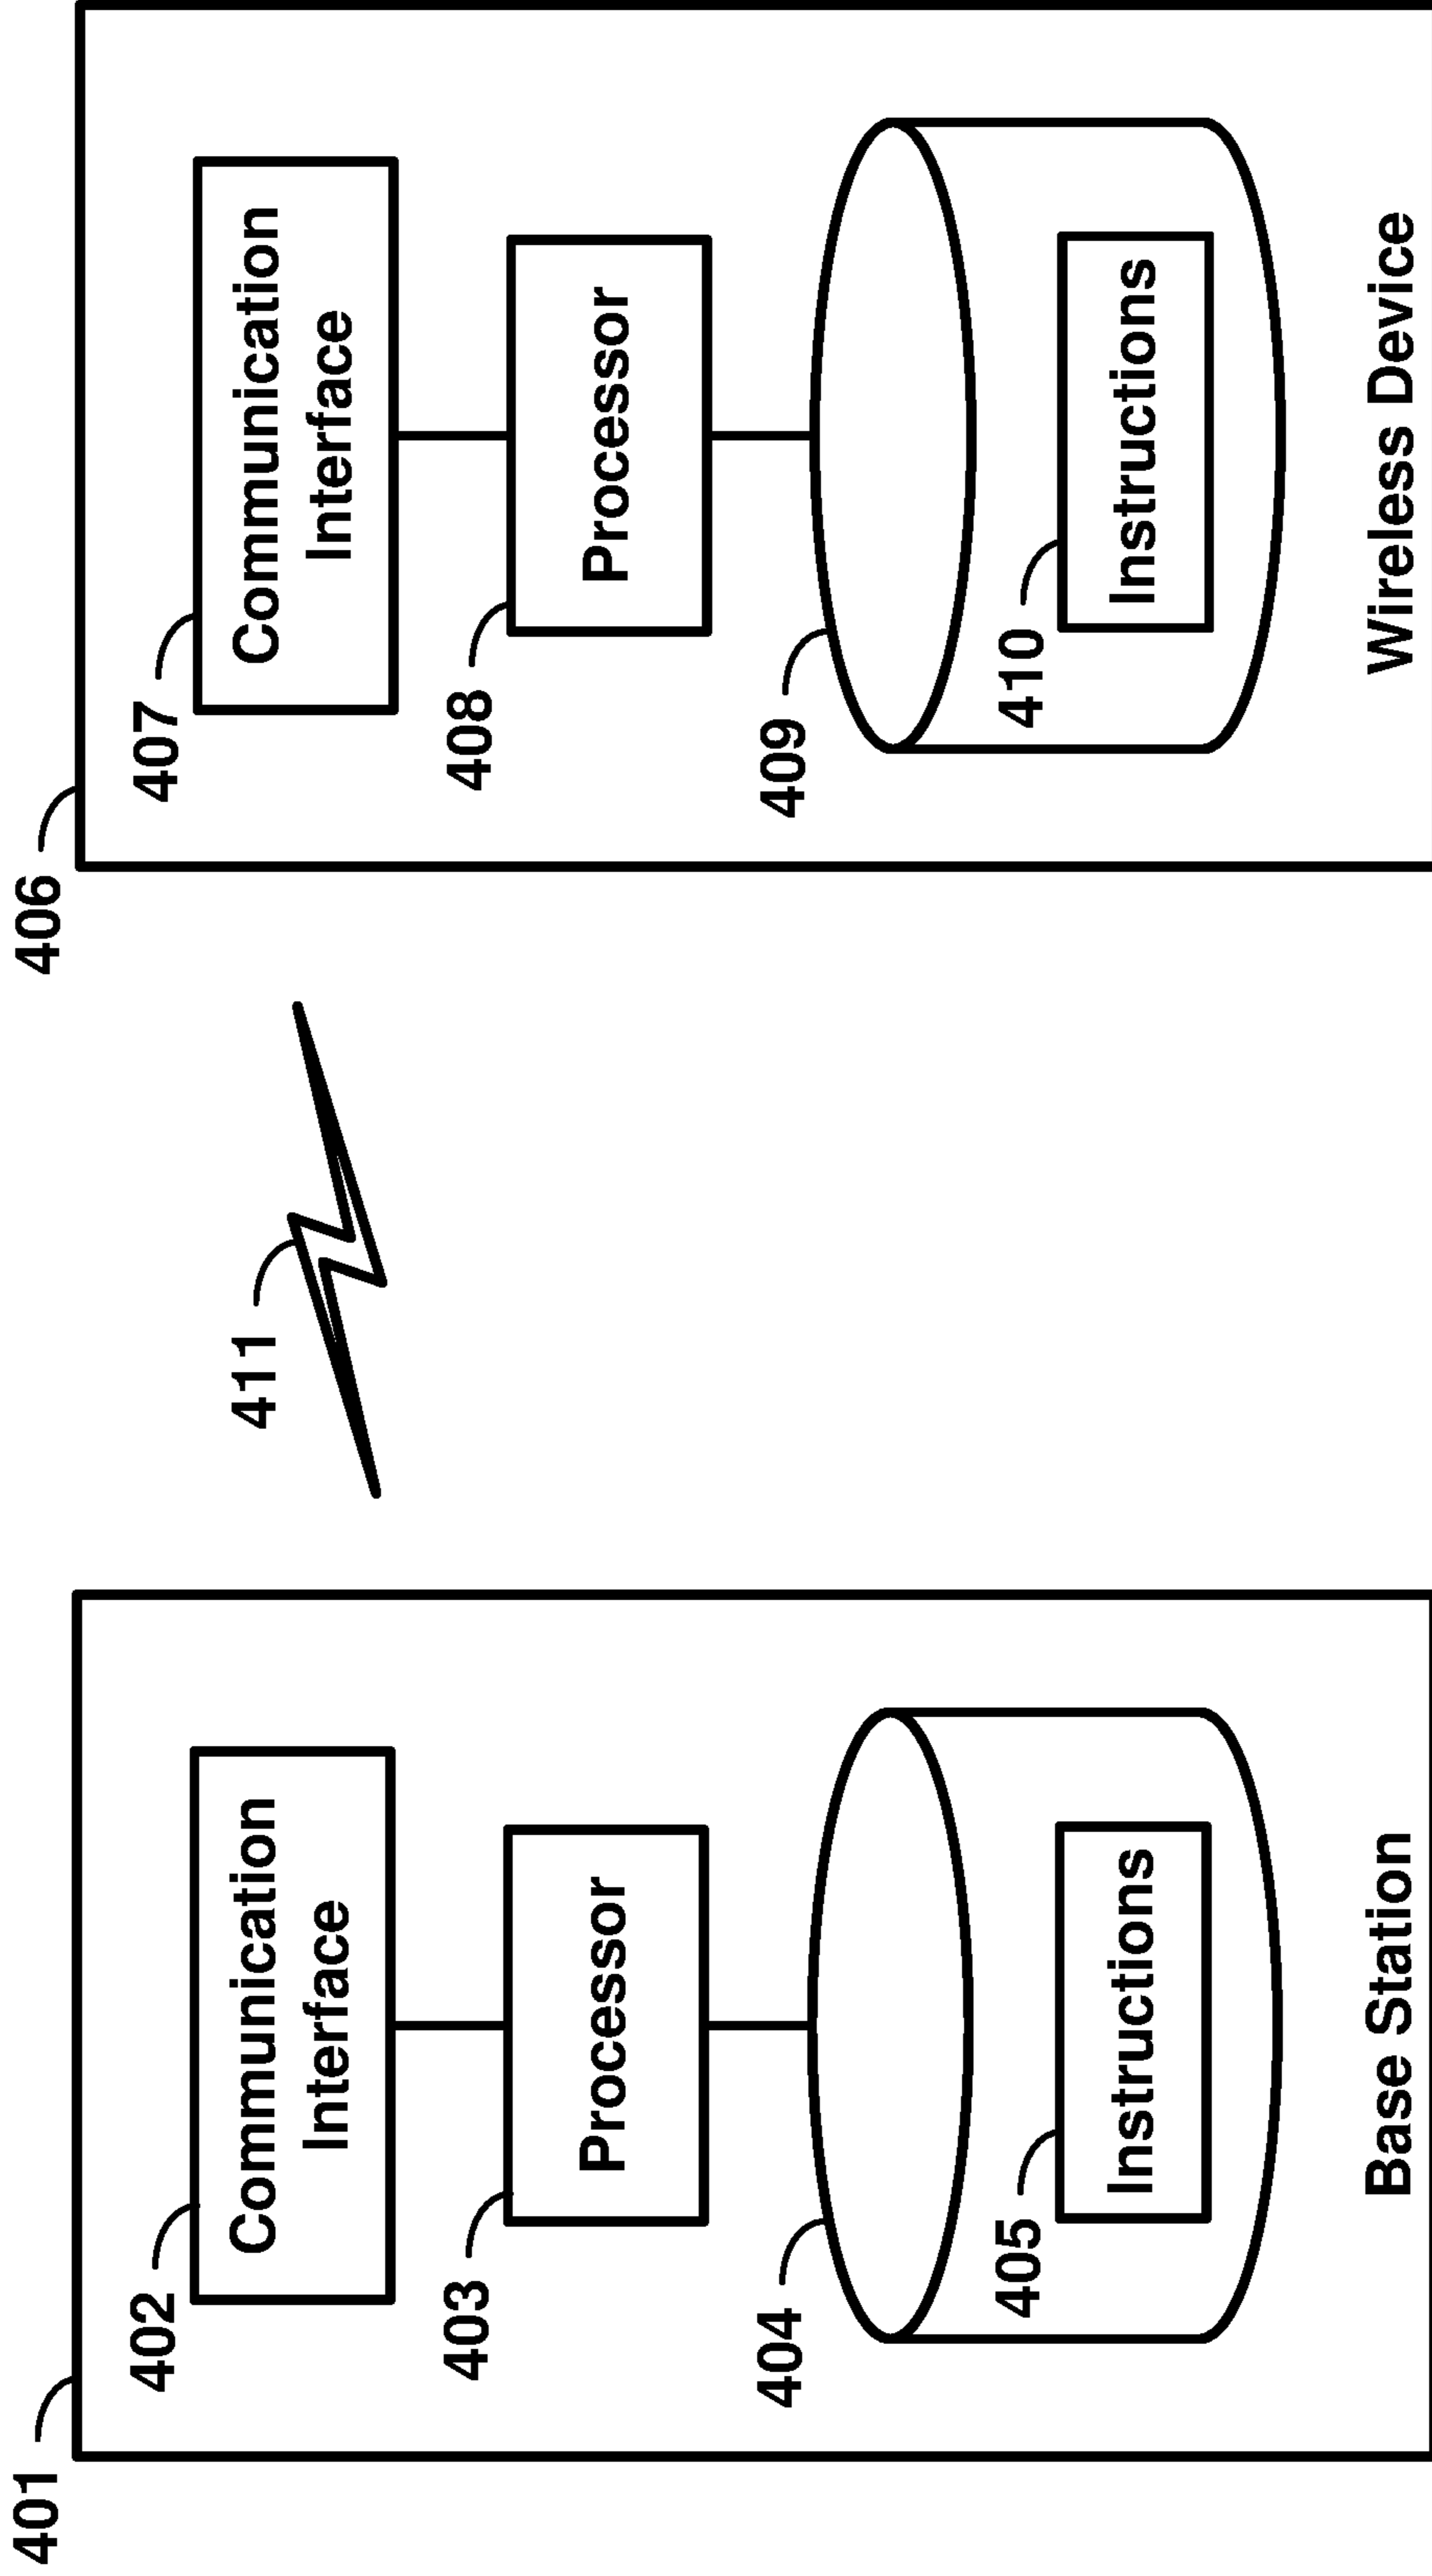 401
402
Communication
Interface
403
Processor
404
405
Instructions
Base Station
411
406
407
Communication
Interface
408
Processor
409
410
Instructions
Wireless Device